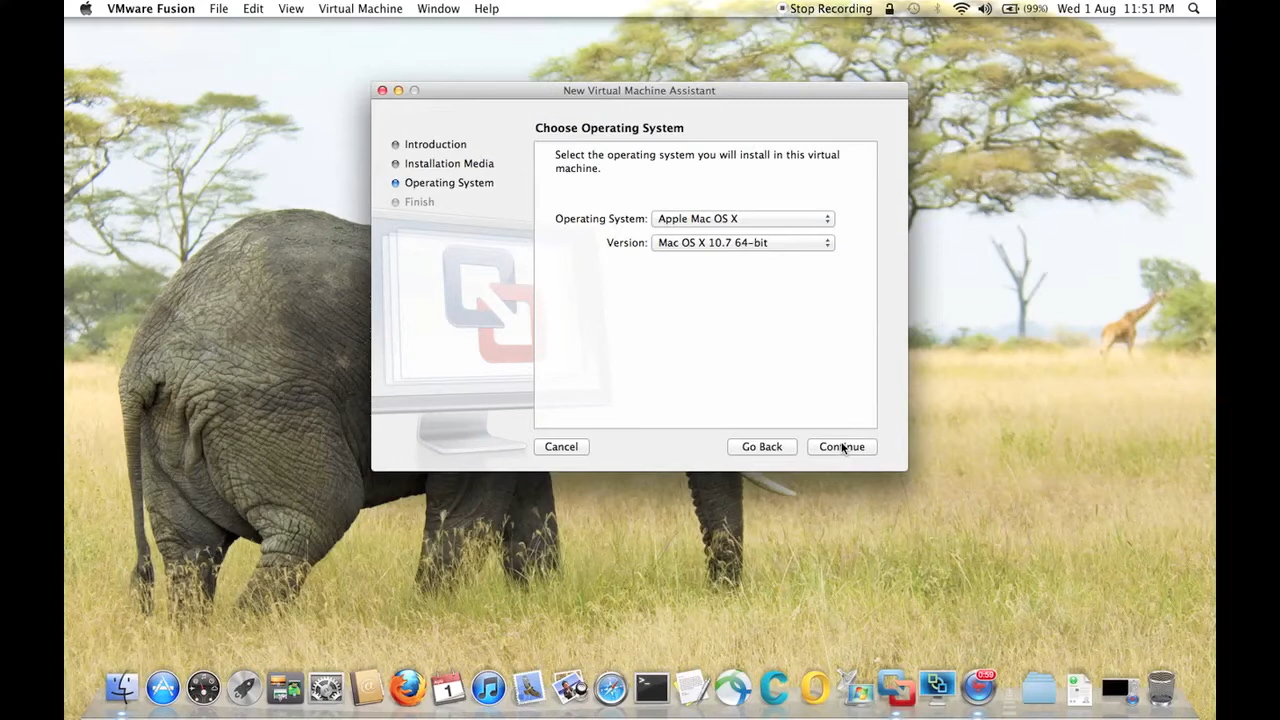 VMware Fusion File Edit View Virtual Machine Window Help Stop Recording (99%) Wed 1 Aug 11:51 PM
New Virtual Machine Assistant
Choose Operating System
Introduction
Installation Media
Operating System
Finish
Select the operating system you will install in this virtual
machine.
Operating System: Apple Mac OS X
Version: Mac OS X 10.7 64-bit
Cancel Go Back Continue
1
0:59